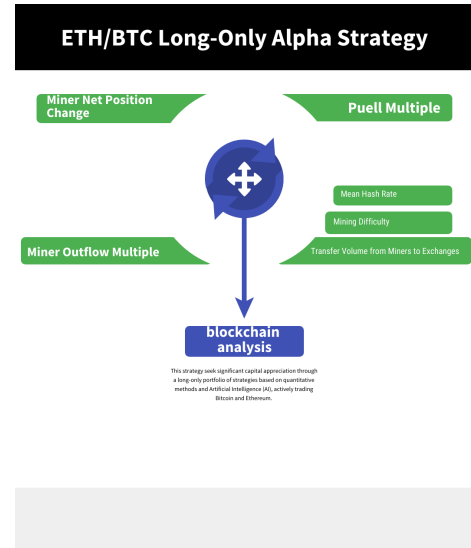 ETH/BTC Long-Only Alpha Strategy
Miner Net Position
Change
Puell Multiple
Mean Hash Rate
Mining Difficulty
Miner Outflow Multiple
Transfer Volume from Miners to Exchanges
blockchain
analysis
This strategy seek significant capital appreciation through
a long-only portfolio of strategies based on quantitative
methods and Artificial Intelligence (AI), actively trading
Bitcoin and Ethereum.